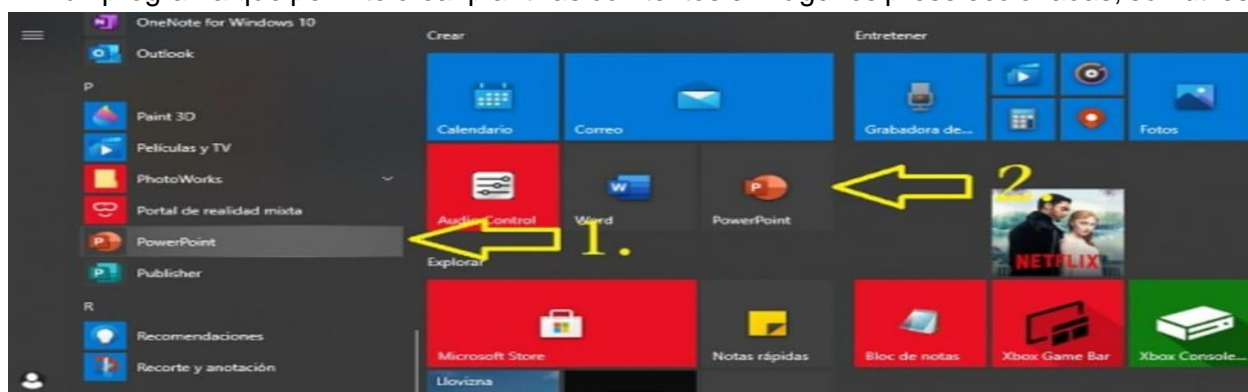 OneNote for Windows 10
Outlook
P
Paint 3D
Películas y TV
PhotoWorks
Portal de realidad mixta
PowerPoint
Publisher
R
Recomendaciones
Recorte y anotación
1.
Crear
Calendario
Correo
Audio Control
Word
PowerPoint
2.
Explorar
Microsoft Store
Notas rápidas
Llovizna
Entretener
Grabadora de...
Fotos
NETFLIX
Bloc de notas
Xbox Game Bar
Xbox Console...